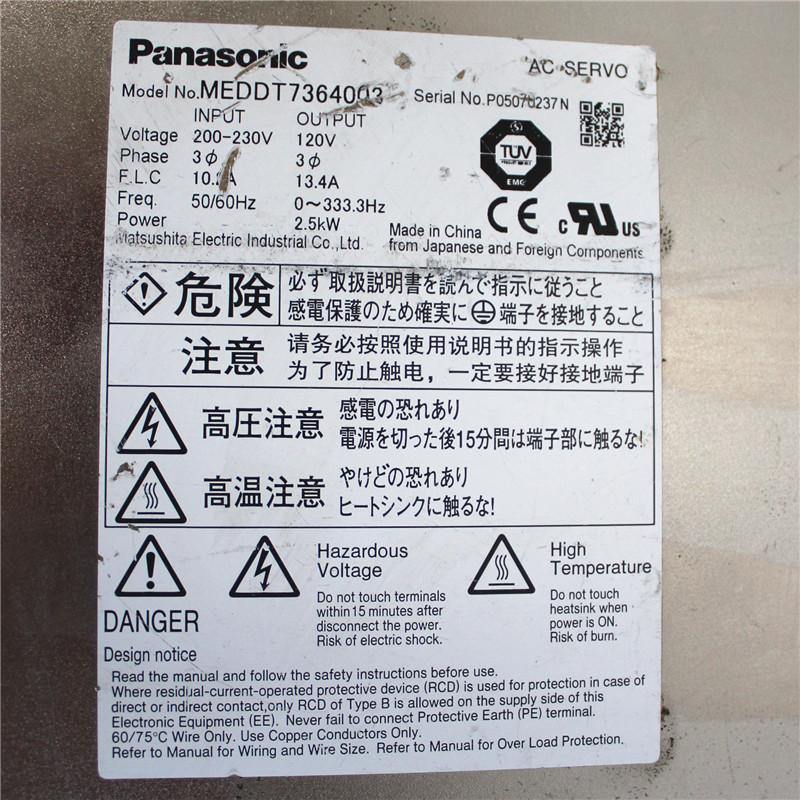 Panasonic
AC SERVO
Model No. MEDDT7364003
Serial No. P0507U237N
INPUT OUTPUT
Voltage 200-230V 120V
Phase 3ϕ 3ϕ
F.L.C 13.4A
Freq. 50/60Hz 0～333.3Hz
Power 2.5kW
Matsushita Electric Industrial Co., Ltd.
TÜV
EMC
CE
c RU US
Made in China
from Japanese and Foreign Components
危険
必ず取扱説明書を読んで指示に従うこと
感電保護のため確実に⏚端子を接地すること
注意
请务必按照使用说明书的指示操作
为了防止触电，一定要接好接地端子
高圧注意
感電の恐れあり
電源を切った後15分間は端子部に触るな!
高温注意
やけどの恐れあり
ヒートシンクに触るな!
DANGER
Hazardous
Voltage
Do not touch terminals
within 15 minutes after
disconnect the power.
Risk of electric shock.
High
Temperature
Do not touch
heatsink when
power is ON.
Risk of burn.
Design notice
Read the manual and follow the safety instructions before use.
Where residual-current-operated protective device (RCD) is used for protection in case of
direct or indirect contact,only RCD of Type B is allowed on the supply side of this
Electronic Equipment (EE). Never fail to connect Protective Earth (PE) terminal.
60/75°C Wire Only. Use Copper Conductors Only.
Refer to Manual for Wiring and Wire Size. Refer to Manual for Over Load Protection.